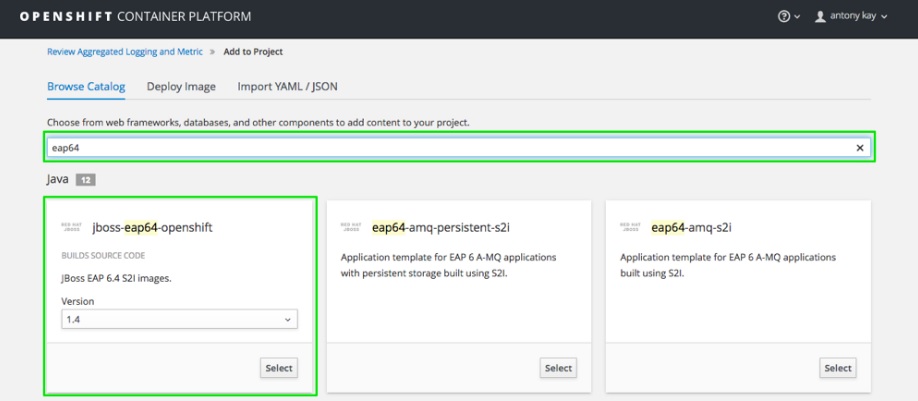 OPENSHIFT CONTAINER PLATFORM
? antony kay
Review Aggregated Logging and Metric » Add to Project
Browse Catalog Deploy Image Import YAML / JSON
Choose from web frameworks, databases, and other components to add content to your project.
eap64 ×
Java 12
RED HAT JBOSS jboss-eap64-openshift
BUILDS SOURCE CODE
JBoss EAP 6.4 S2I images.
Version
1.4
Select
RED HAT JBOSS eap64-amq-persistent-s2i
Application template for EAP 6 A-MQ applications
with persistent storage built using S2I.
Select
RED HAT JBOSS eap64-amq-s2i
Application template for EAP 6 A-MQ applications
built using S2I.
Select